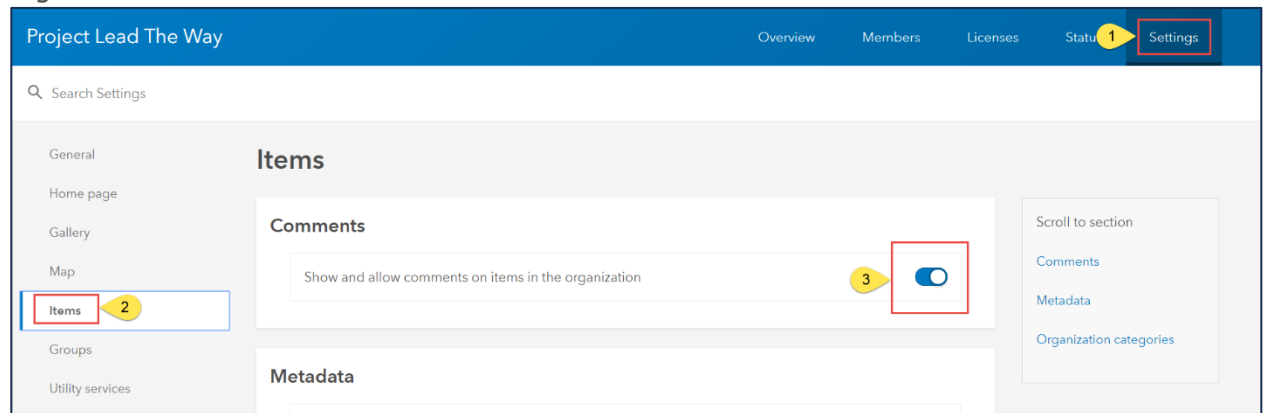 Project Lead The Way
Overview Members Licenses Statu 1 Settings
Search Settings
General
Home page
Gallery
Map
Items 2
Groups
Utility services
Items
Comments
Show and allow comments on items in the organization 3
Metadata
Scroll to section
Comments
Metadata
Organization categories